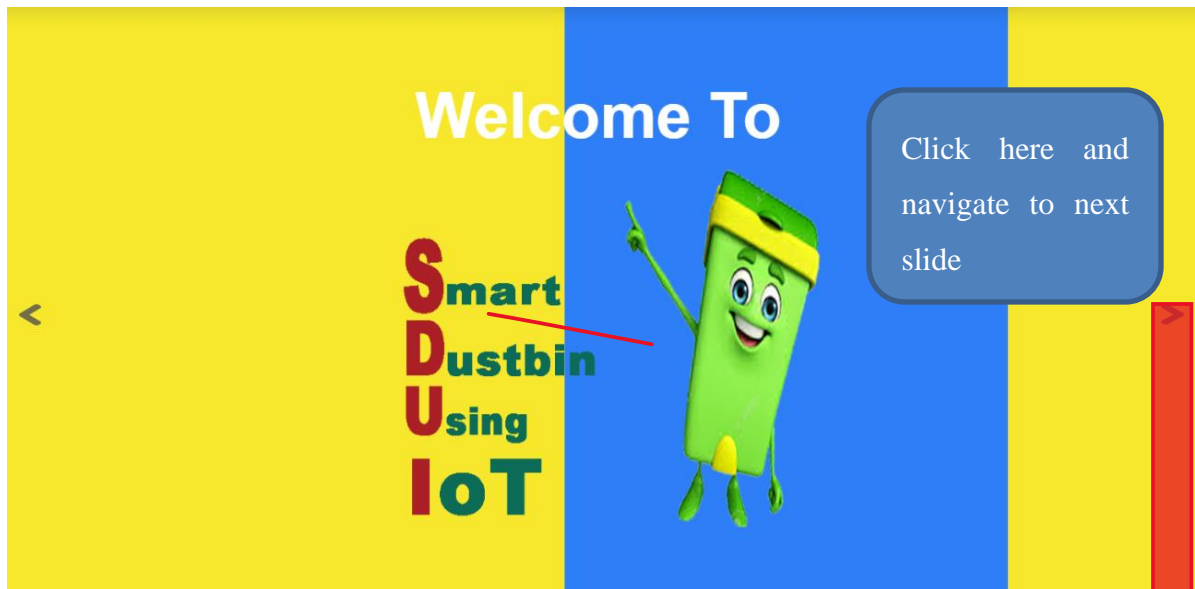 Welcome To
Click here and
navigate to next
slide
Smart
Dustbin
Using
IoT